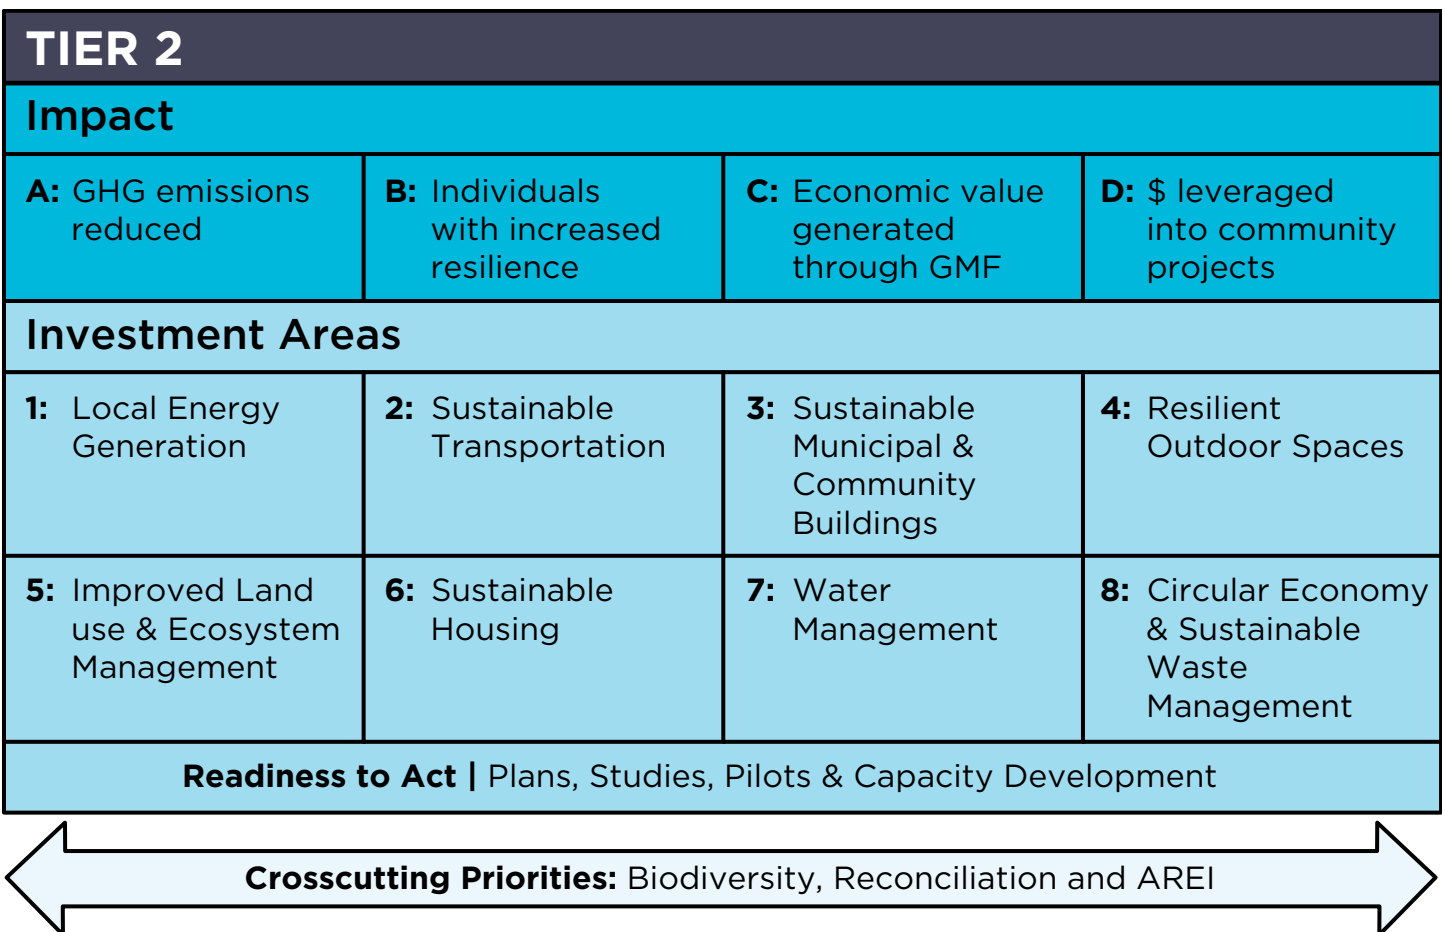 TIER 2
Impact
A: GHG emissions
reduced
B: Individuals
with increased
resilience
C: Economic value
generated
through GMF
D: $ leveraged
into community
projects
Investment Areas
1: Local Energy
Generation
2: Sustainable
Transportation
3: Sustainable
Municipal &
Community
Buildings
4: Resilient
Outdoor Spaces
5: Improved Land
use & Ecosystem
Management
6: Sustainable
Housing
7: Water
Management
8: Circular Economy
& Sustainable
Waste
Management
Readiness to Act | Plans, Studies, Pilots & Capacity Development
Crosscutting Priorities: Biodiversity, Reconciliation and AREI